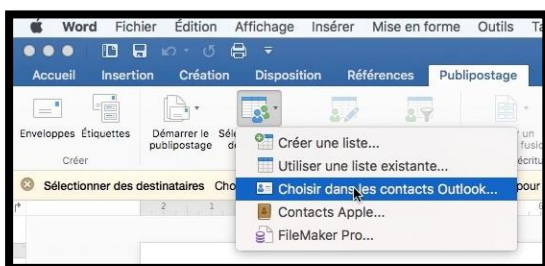 Word Fichier Édition Affichage Insérer Mise en forme Outils
Accueil Insertion Création Disposition Références Publipostage
Enveloppes Étiquettes Démarrer le publipostage
Créer
Créer une liste...
Utiliser une liste existante...
Choisir dans les contacts Outlook...
Contacts Apple...
FileMaker Pro...
Sélectionner des destinataires
2 1